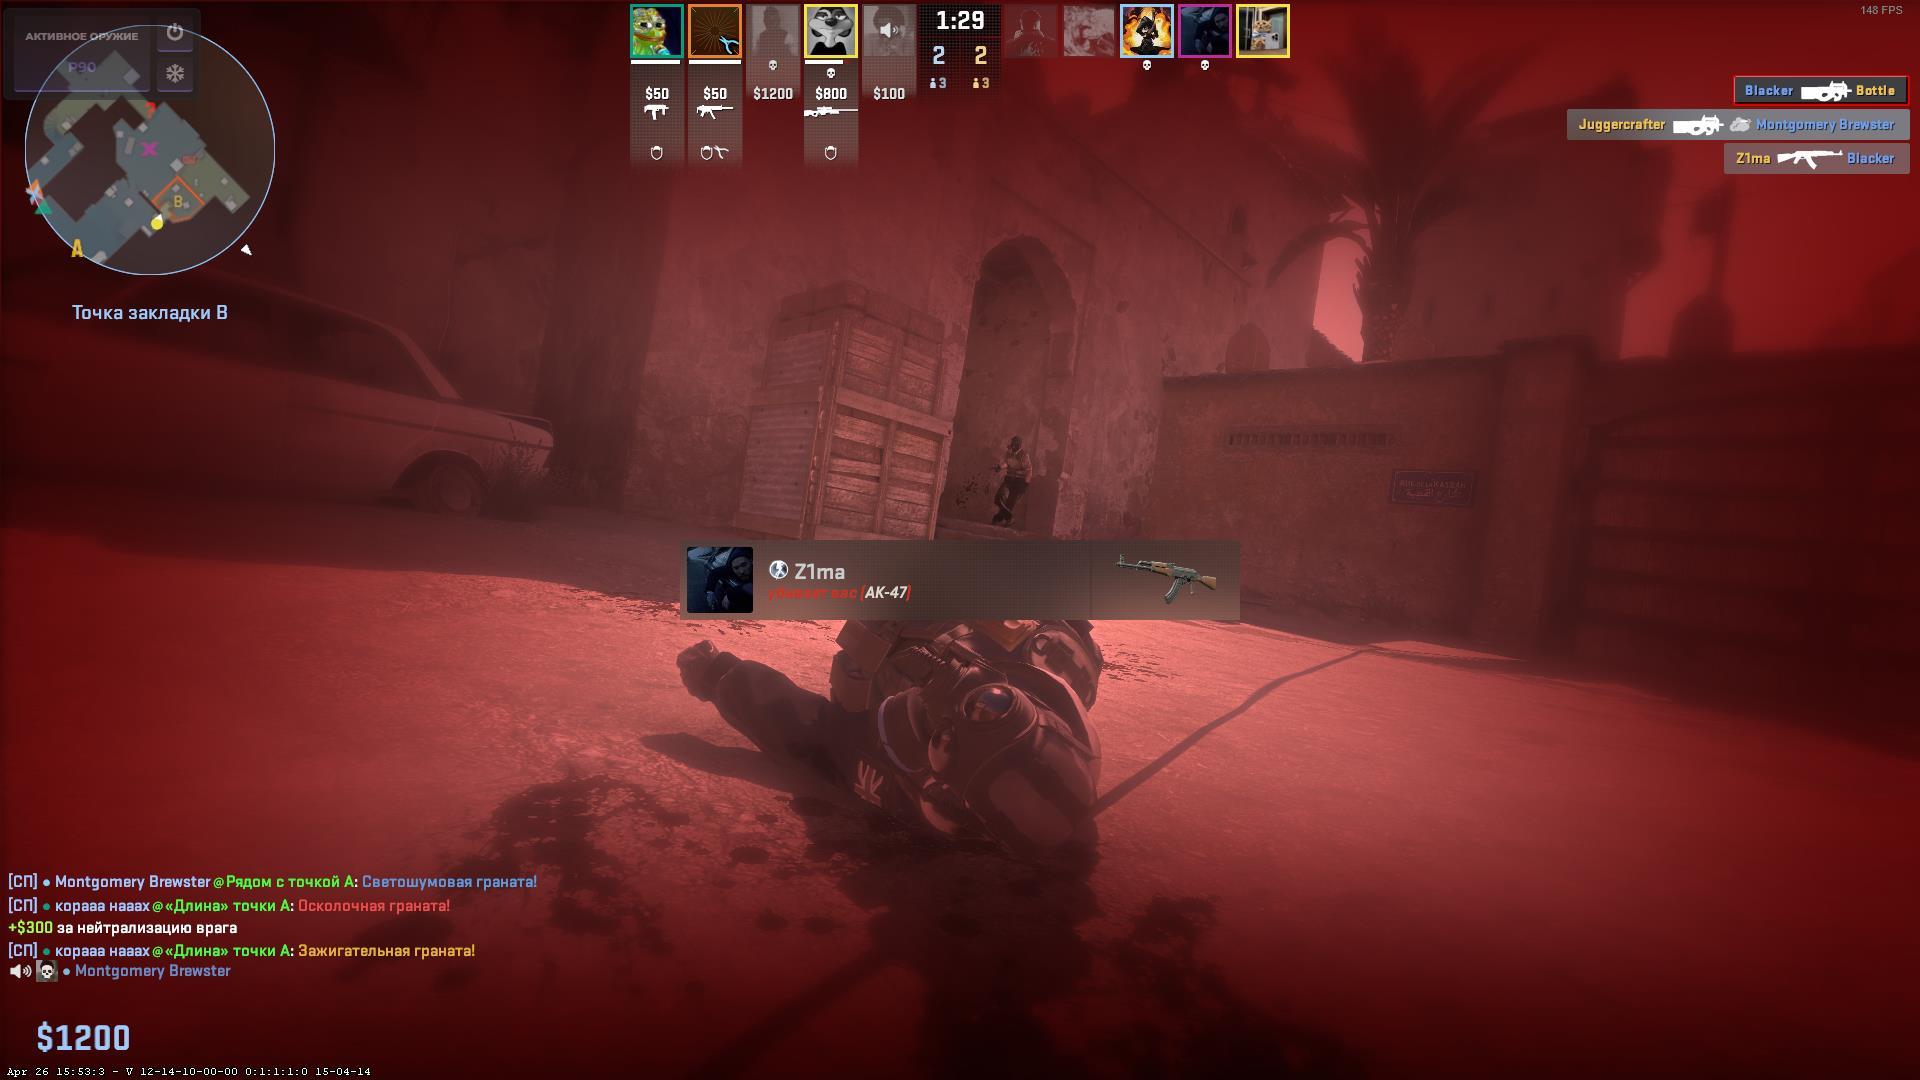 148 FPS
АКТИВНОЕ ОРУЖИЕ
P90
1:29
2 2
3 3
$50 $50 $1200 $800 $100
Blacker Bottle
Juggercrafter Montgomery Brewster
Z1ma Blacker
?
B
A
Точка закладки B
Z1ma
убивает вас (AK-47)
[СП] ● Montgomery Brewster@Рядом с точкой А: Светошумовая граната!
[СП] ● корааа нааах@«Длина» точки А: Осколочная граната!
+$300 за нейтрализацию врага
[СП] ● корааа нааах@«Длина» точки А: Зажигательная граната!
● Montgomery Brewster
$1200
Apr 26 15:53:3 - V 12-14-10-00-00 0:1:1:1:0 15-04-14